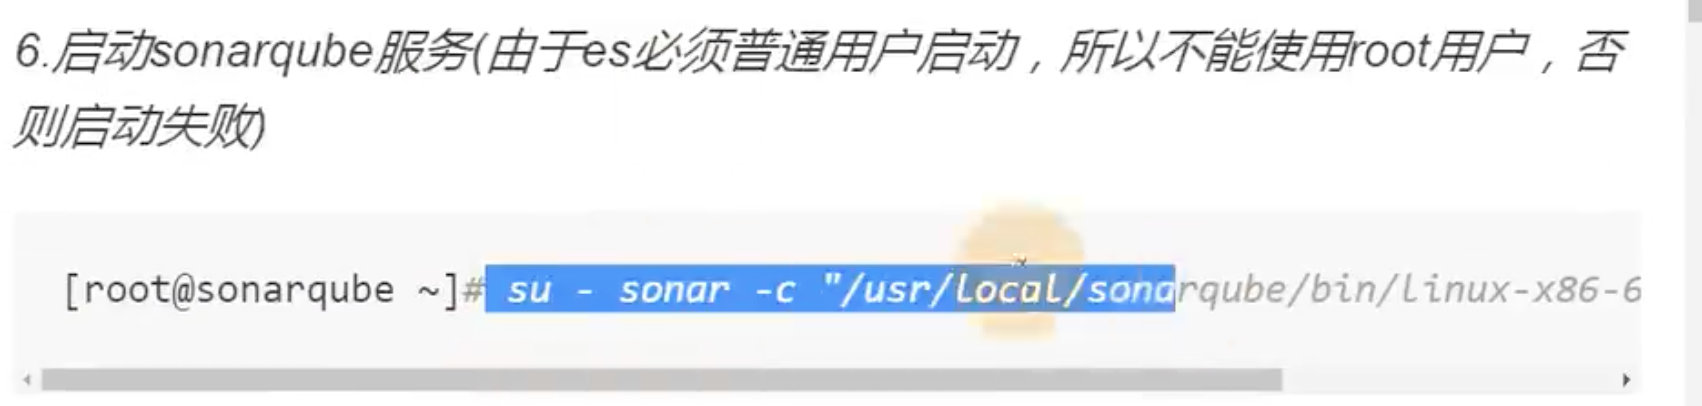 6.启动sonarqube服务(由于es必须普通用户启动，所以不能使用root用户，否
则启动失败)
[root@sonarqube ~]# su - sonar -c "/usr/local/sonarqube/bin/linux-x86-6